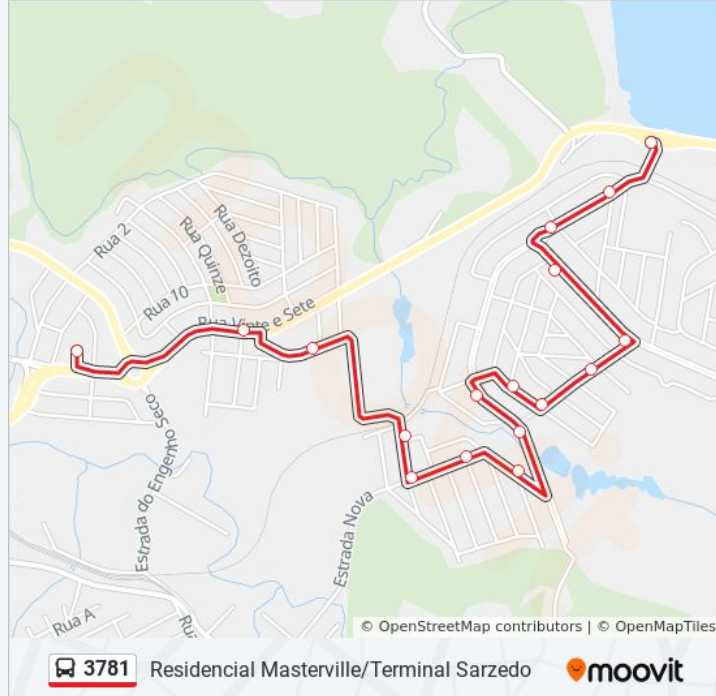 Rua 2
Rua Quinze
Rua Dezoito
Rua 10
Rua Vinte e Sete
Estrada do Engenho Seco
Estrada Nova
Rua A
Rua
© OpenStreetMap contributors | © OpenMapTiles
3781 Residencial Masterville/Terminal Sarzedo moovit